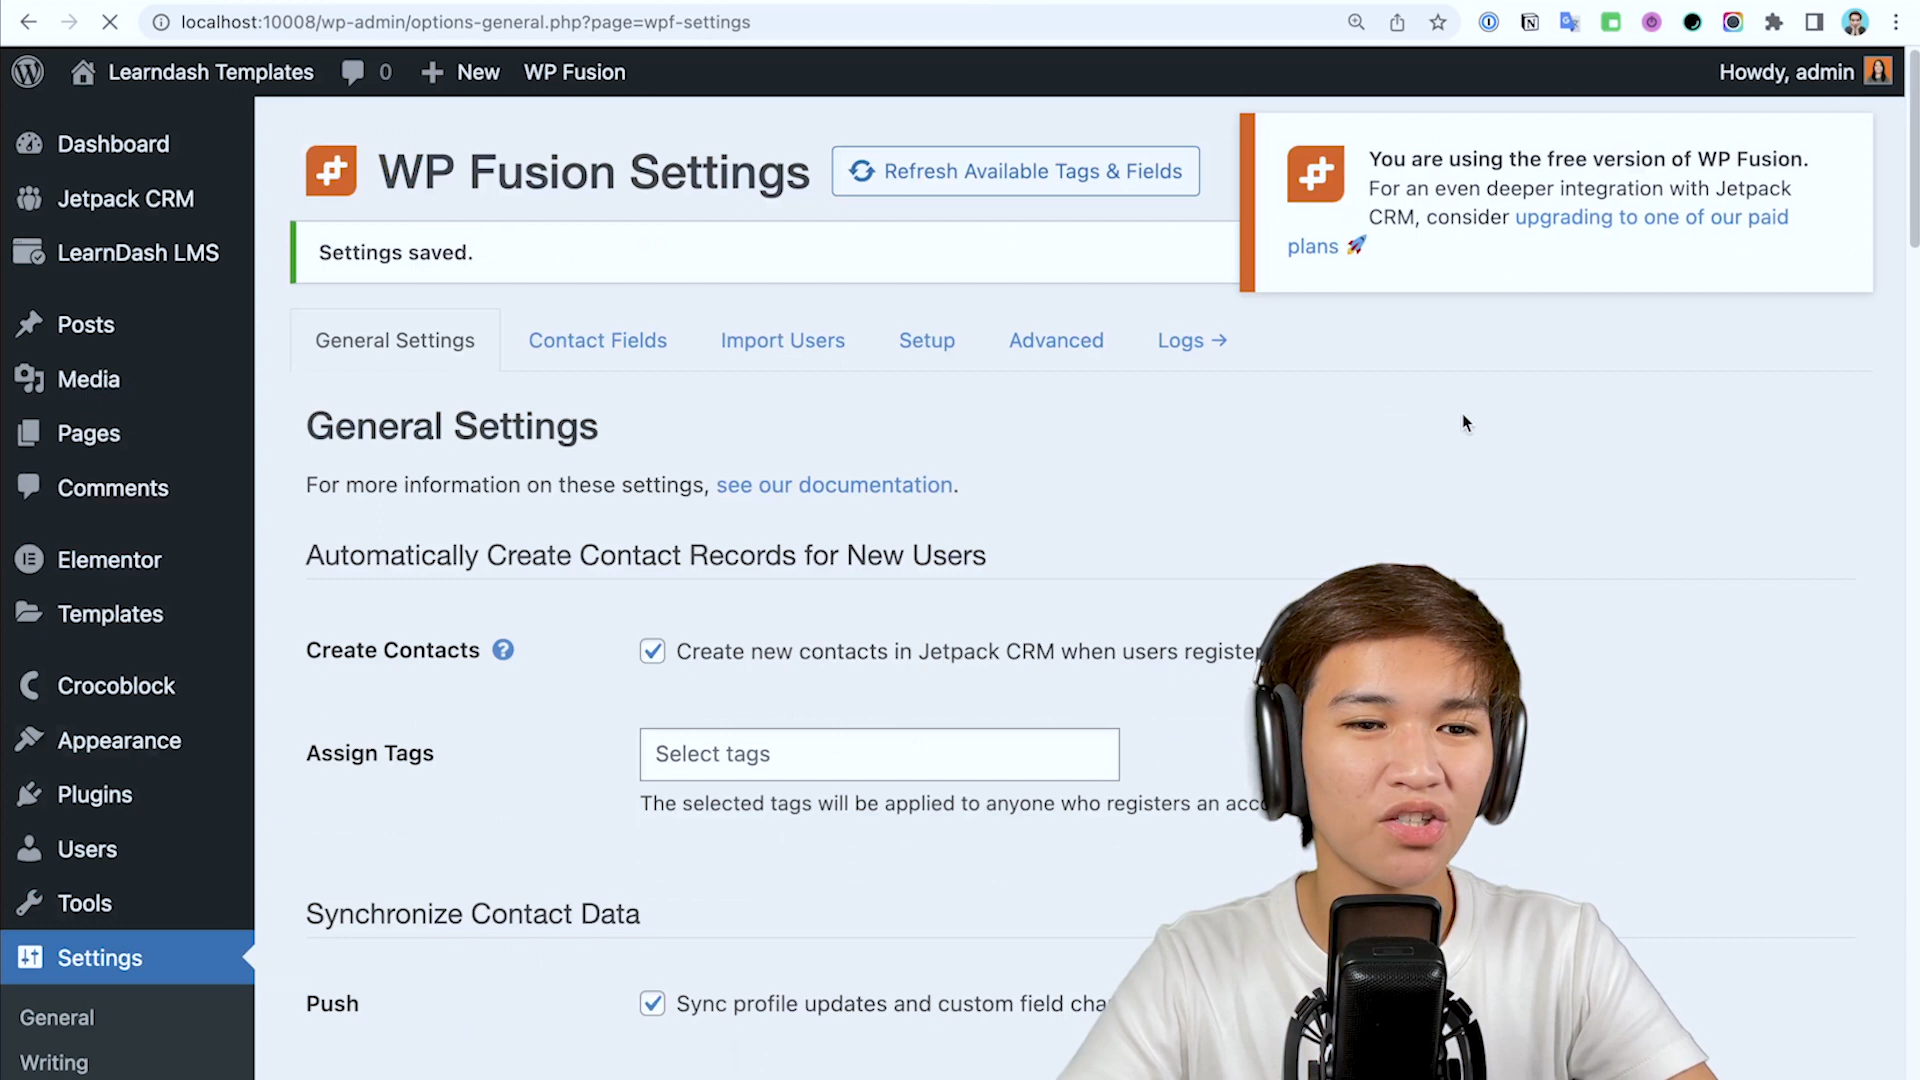 localhost:10008/wp-admin/options-general.php?page=wpf-settings
Learndash Templates
0
New
WP Fusion
Howdy, admin
Dashboard
Jetpack CRM
LearnDash LMS
Posts
Media
Pages
Comments
Elementor
Templates
Crocoblock
Appearance
Plugins
Users
Tools
Settings
General
Writing
WP Fusion Settings
Refresh Available Tags & Fields
You are using the free version of WP Fusion.
For an even deeper integration with Jetpack
CRM, consider upgrading to one of our paid
plans 🚀
Settings saved.
General Settings
Contact Fields
Import Users
Setup
Advanced
Logs →
General Settings
For more information on these settings, see our documentation.
Automatically Create Contact Records for New Users
Create Contacts ?
Create new contacts in Jetpack CRM when users register
Assign Tags
Select tags
The selected tags will be applied to anyone who registers an
Synchronize Contact Data
Push
Sync profile updates and custom field